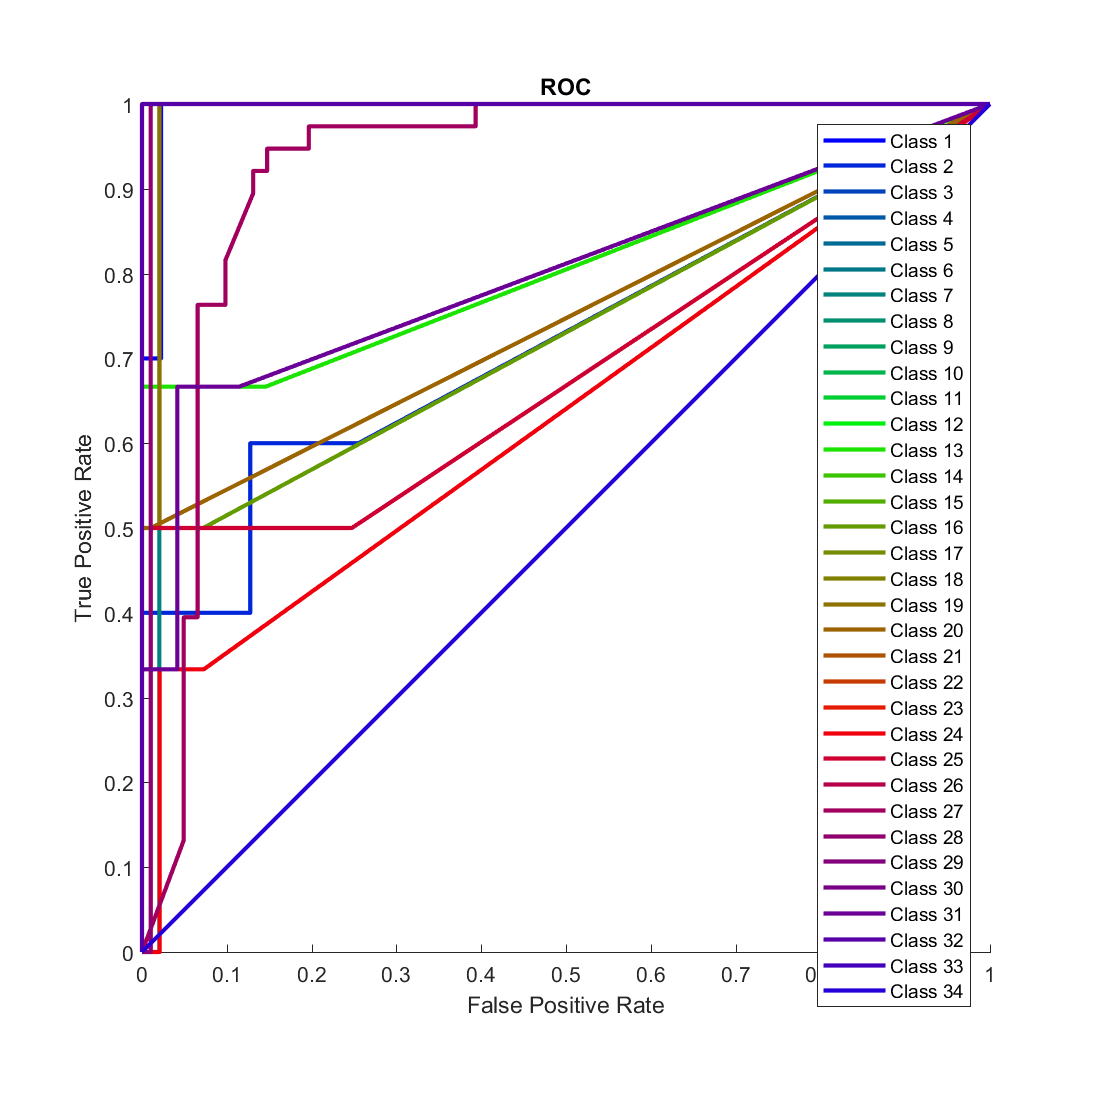 ROC
True Positive Rate
1
0.9
0.8
0.7
0.6
0.5
0.4
0.3
0.2
0.1
0
Class 1
Class 2
Class 3
Class 4
Class 5
Class 6
Class 7
Class 8
Class 9
Class 10
Class 11
Class 12
Class 13
Class 14
Class 15
Class 16
Class 17
Class 18
Class 19
Class 20
Class 21
Class 22
Class 23
Class 24
Class 25
Class 26
Class 27
Class 28
Class 29
Class 30
Class 31
Class 32
Class 33
Class 34
0 0.1 0.2 0.3 0.4 0.5 0.6 0.7 1
False Positive Rate